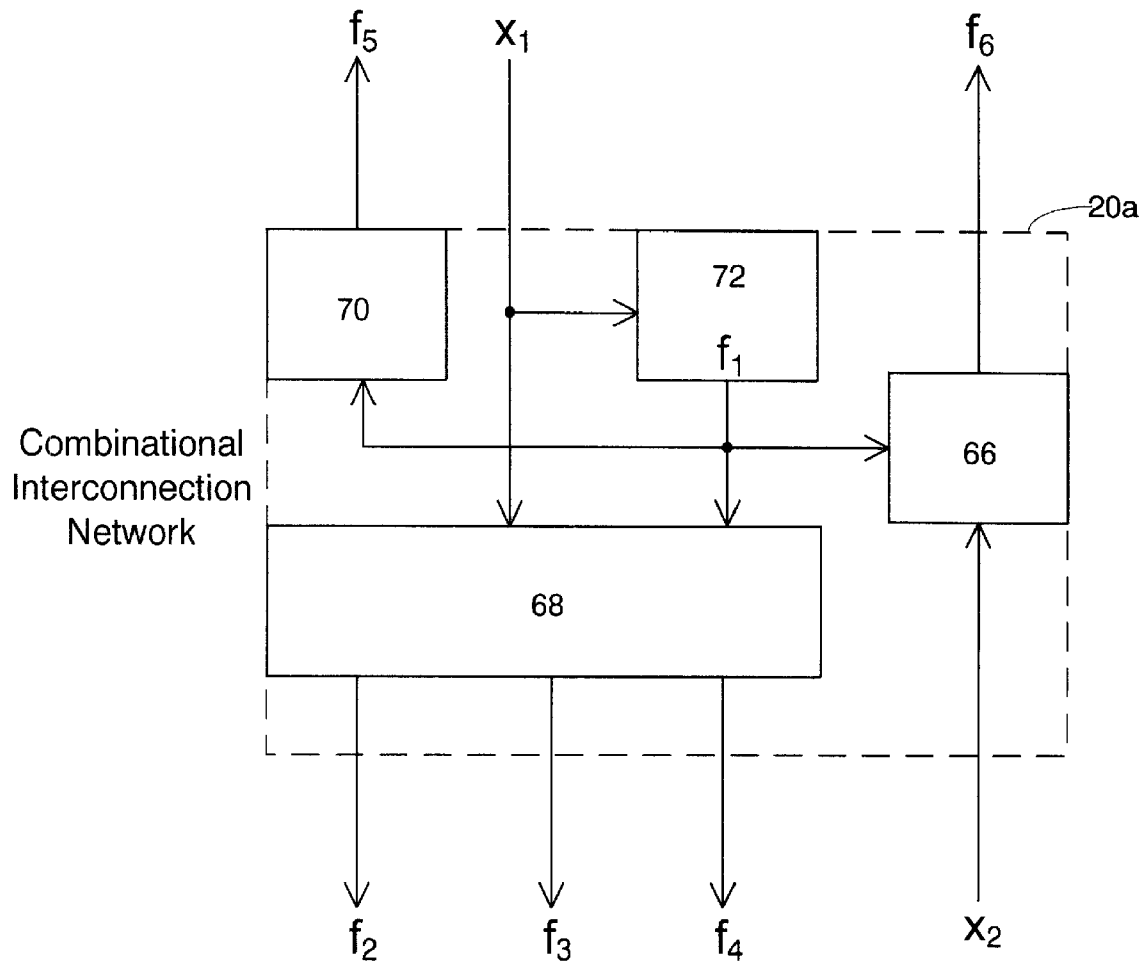 f5
x1
f6
20a
70
72
f1
66
Combinational
Interconnection
Network
68
f2
f3
f4
x2